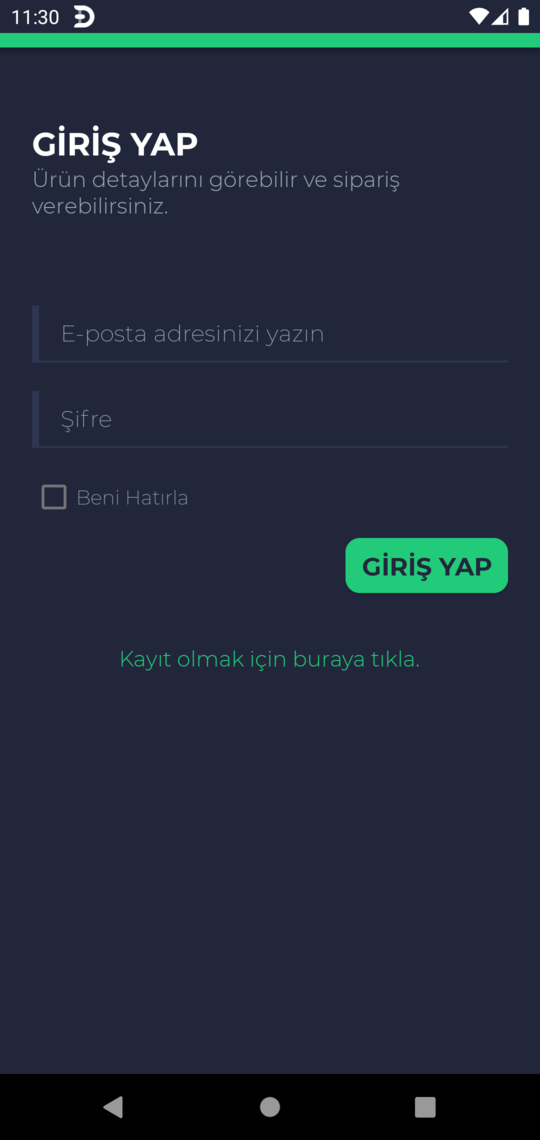 11:30
GİRİŞ YAP
Ürün detaylarını görebilir ve sipariş
verebilirsiniz.
E-posta adresinizi yazın
Şifre
Beni Hatırla
GİRİŞ YAP
Kayıt olmak için buraya tıkla.